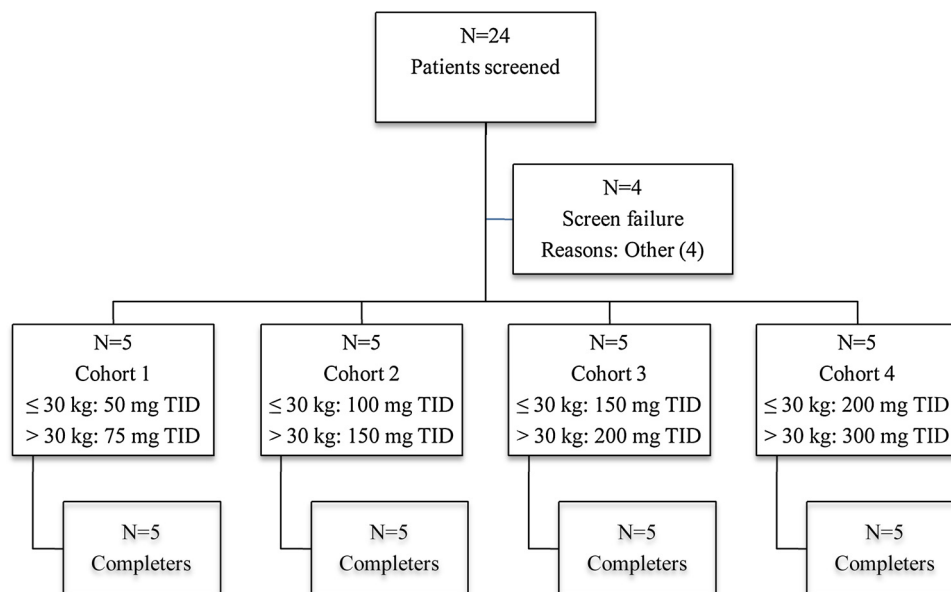 N=24
Patients screened
N=4
Screen failure
Reasons: Other (4)
N=5
Cohort 1
≤ 30 kg: 50 mg TID
> 30 kg: 75 mg TID
N=5
Cohort 2
≤ 30 kg: 100 mg TID
> 30 kg: 150 mg TID
N=5
Cohort 3
≤ 30 kg: 150 mg TID
> 30 kg: 200 mg TID
N=5
Cohort 4
≤ 30 kg: 200 mg TID
> 30 kg: 300 mg TID
N=5
Completers
N=5
Completers
N=5
Completers
N=5
Completers